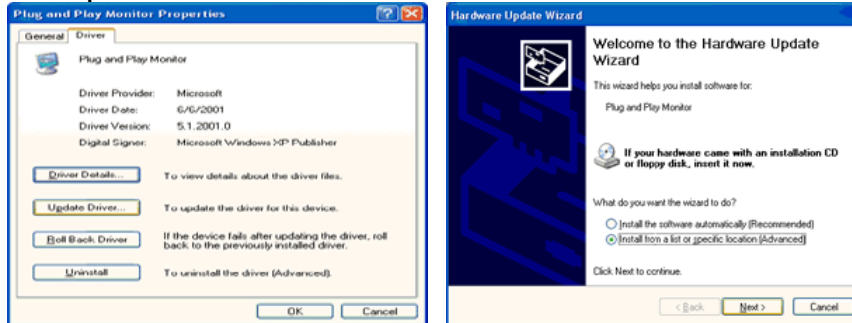 Plug and Play Monitor Properties
General Driver
Plug and Play Monitor
Driver Provider: Microsoft
Driver Date: 6/6/2001
Driver Version: 5.1.2001.0
Digital Signer: Microsoft Windows XP Publisher
Driver Details... To view details about the driver files.
Update Driver... To update the driver for this device.
Roll Back Driver If the device fails after updating the driver, roll
back to the previously installed driver.
Uninstall To uninstall the driver (Advanced).
OK Cancel
Hardware Update Wizard
Welcome to the Hardware Update
Wizard
This wizard helps you install software for:
Plug and Play Monitor
If your hardware came with an installation CD
or floppy disk, insert it now.
What do you want the wizard to do?
Install the software automatically (Recommended)
Install from a list or specific location (Advanced)
Click Next to continue.
< Back Next > Cancel